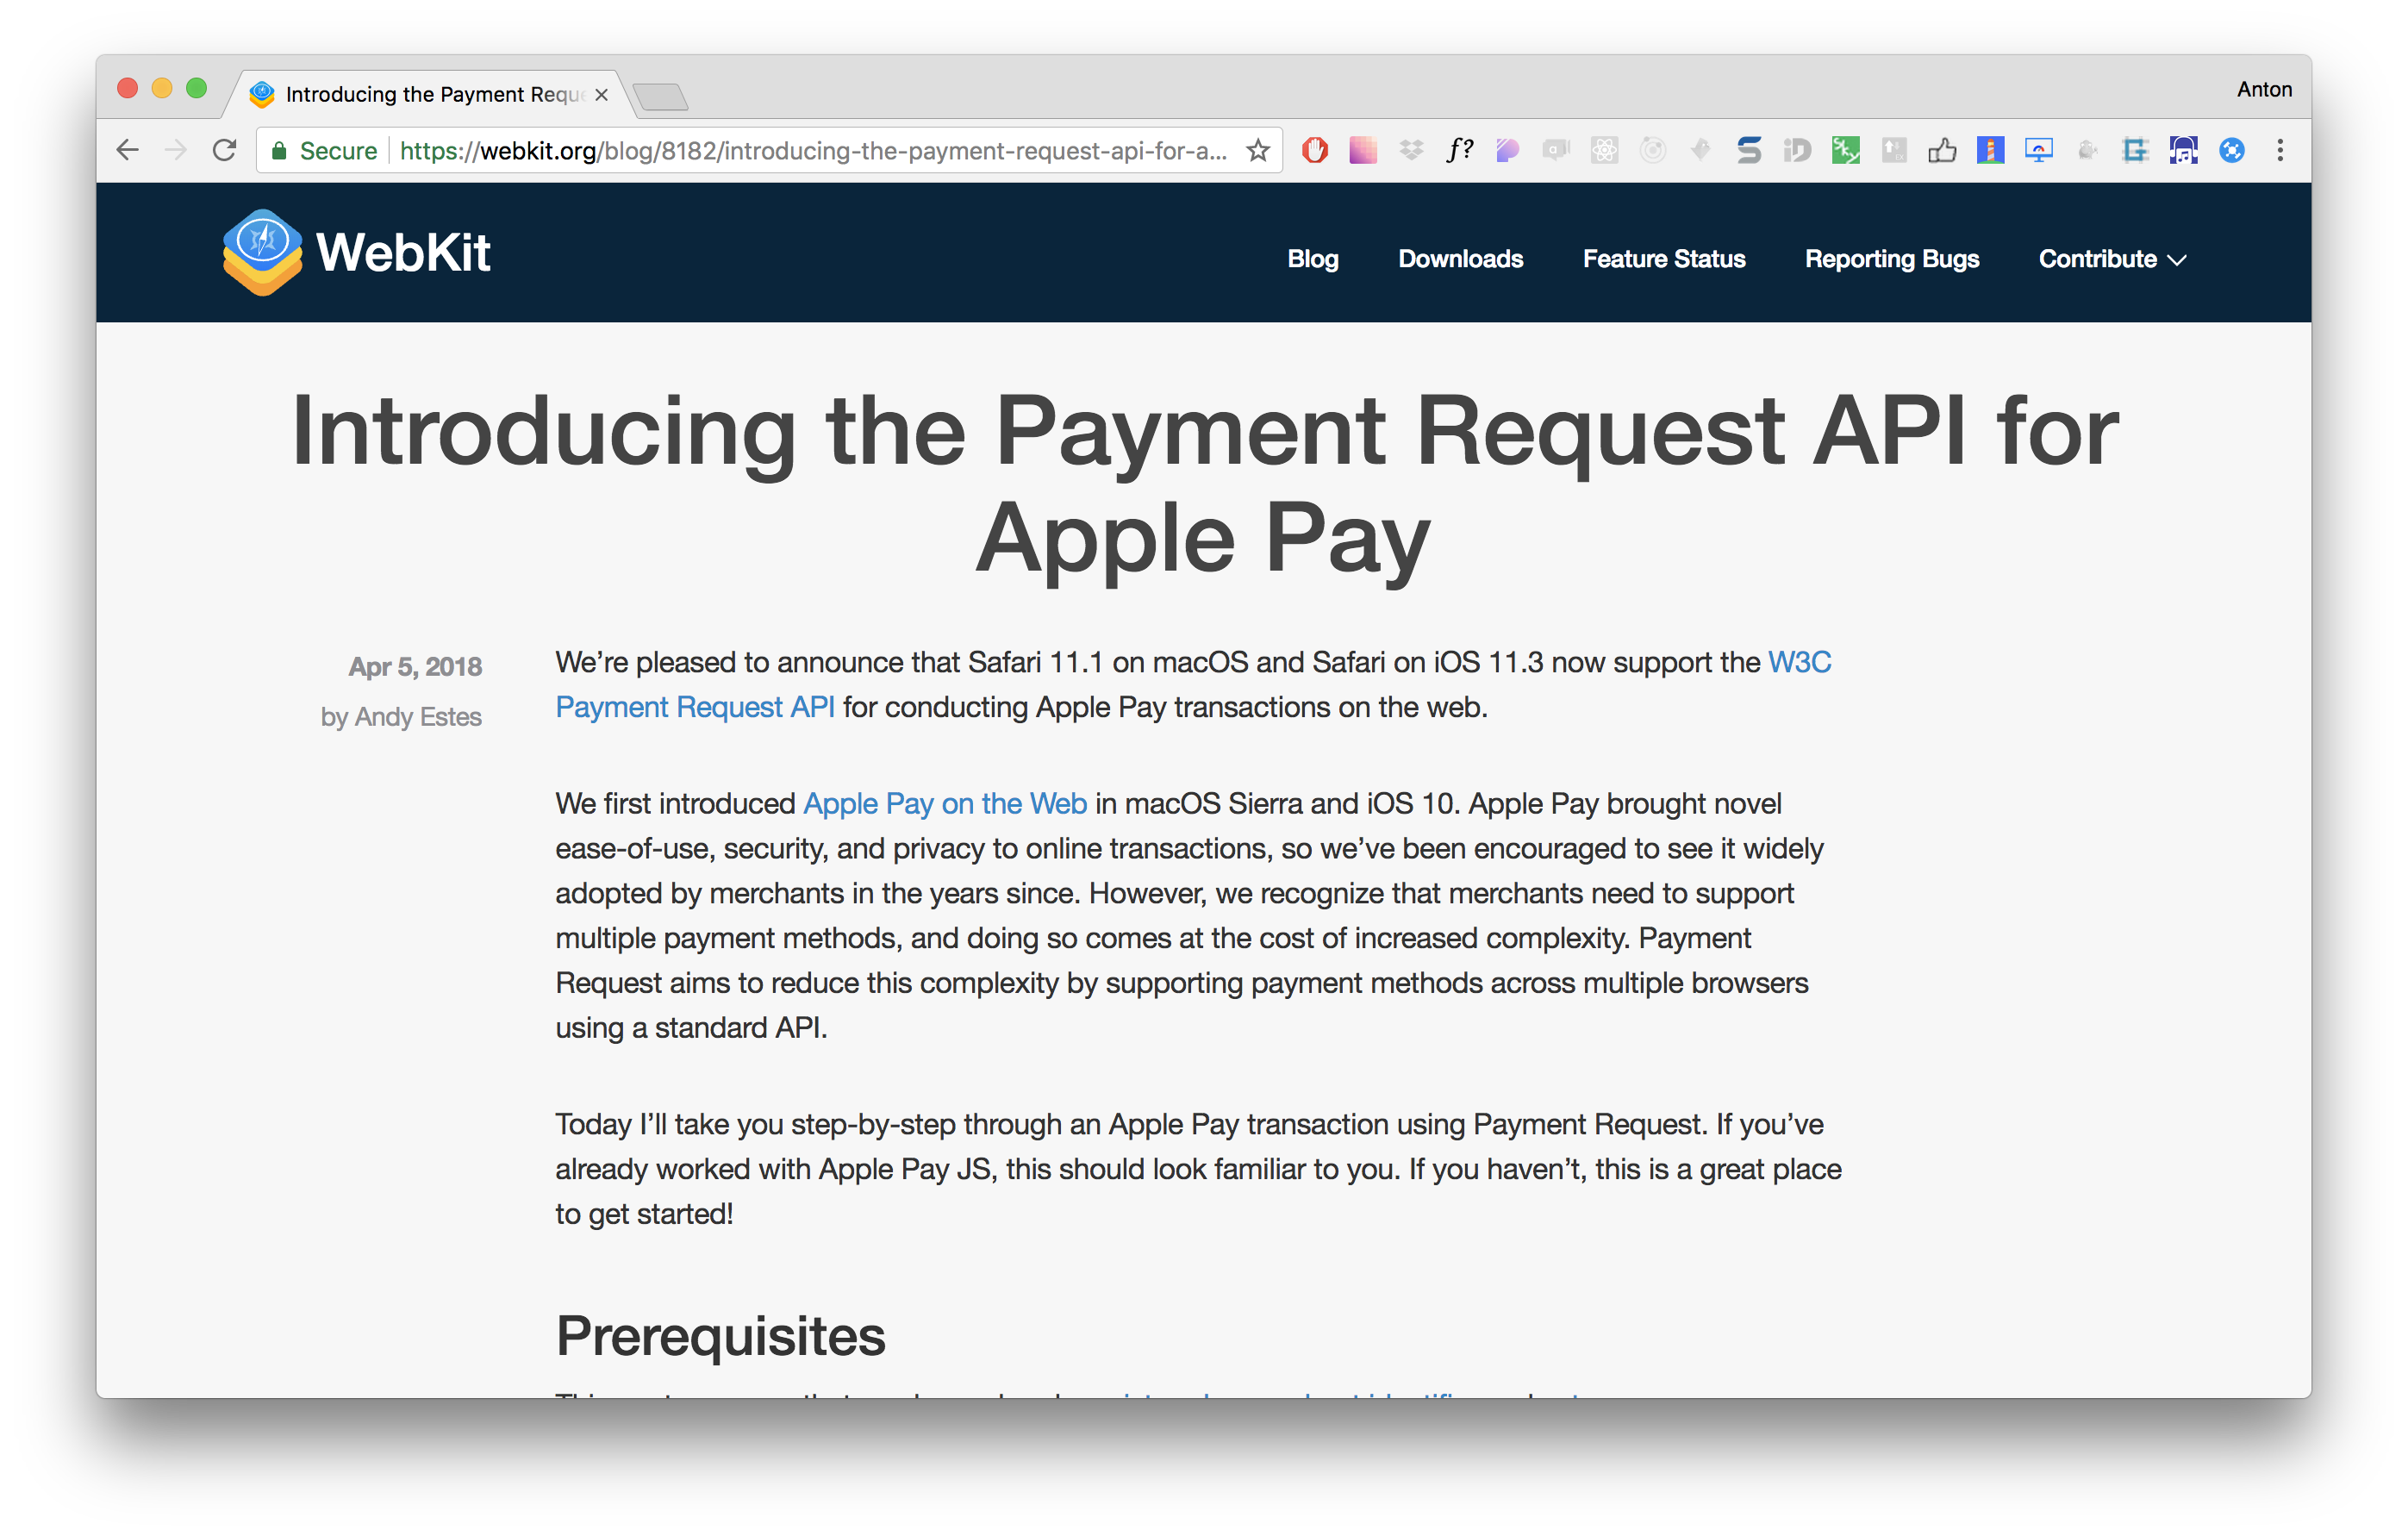 Introducing the Payment Reque
Anton
Secure https://webkit.org/blog/8182/introducing-the-payment-request-api-for-a...
WebKit
Blog Downloads Feature Status Reporting Bugs Contribute
Introducing the Payment Request API for
Apple Pay
Apr 5, 2018
by Andy Estes
We’re pleased to announce that Safari 11.1 on macOS and Safari on iOS 11.3 now support the W3C
Payment Request API for conducting Apple Pay transactions on the web.
We first introduced Apple Pay on the Web in macOS Sierra and iOS 10. Apple Pay brought novel
ease-of-use, security, and privacy to online transactions, so we’ve been encouraged to see it widely
adopted by merchants in the years since. However, we recognize that merchants need to support
multiple payment methods, and doing so comes at the cost of increased complexity. Payment
Request aims to reduce this complexity by supporting payment methods across multiple browsers
using a standard API.
Today I’ll take you step-by-step through an Apple Pay transaction using Payment Request. If you’ve
already worked with Apple Pay JS, this should look familiar to you. If you haven’t, this is a great place
to get started!
Prerequisites